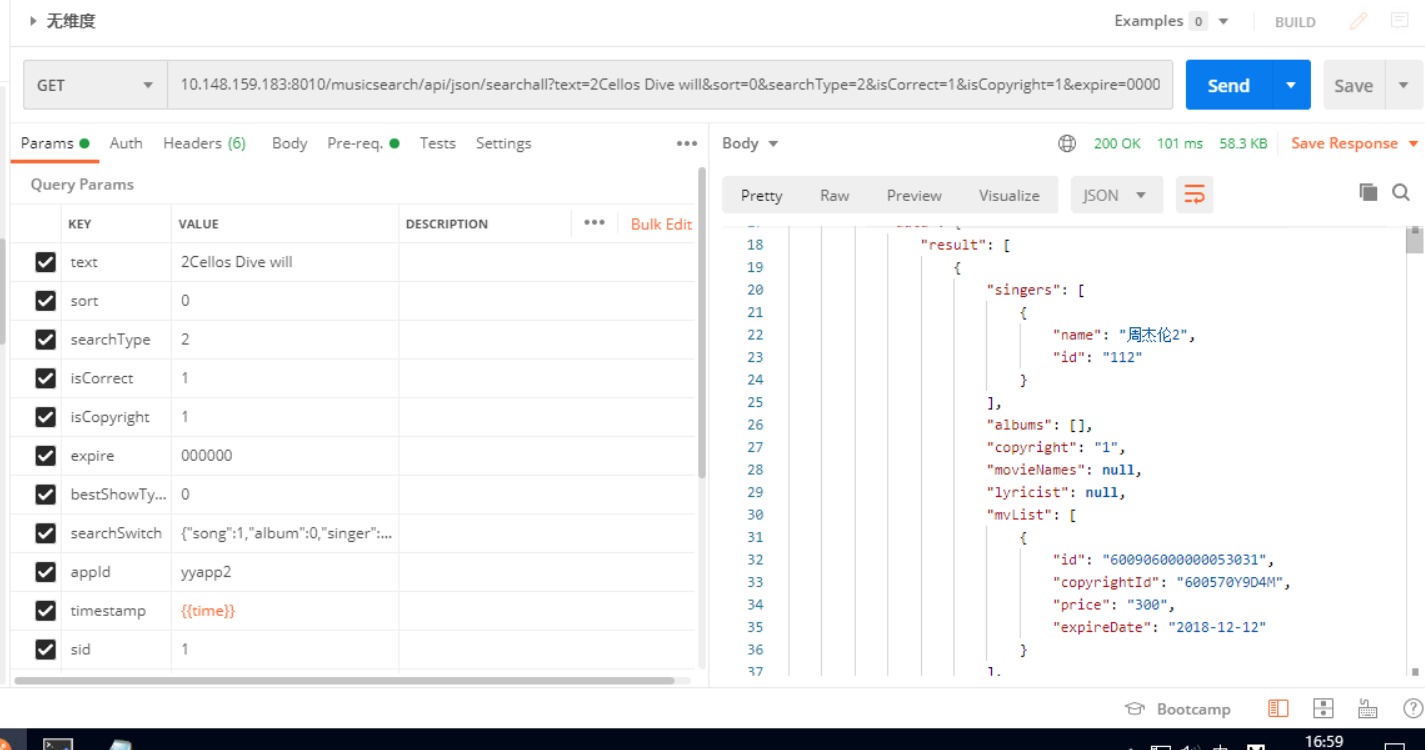 无维度
Examples 0
BUILD
GET
10.148.159.183:8010/musicsearch/api/json/searchall?text=2Cellos Dive will&sort=0&searchType=2&isCorrect=1&isCopyright=1&expire=0000
Send
Save
Params
Auth
Headers (6)
Body
Pre-req.
Tests
Settings
•••
Query Params
KEY VALUE DESCRIPTION ••• Bulk Edit
text 2Cellos Dive will
sort 0
searchType 2
isCorrect 1
isCopyright 1
expire 000000
bestShowTy... 0
searchSwitch {"song":1,"album":0,"singer":...
appId yyapp2
timestamp {{time}}
sid 1
Body
200 OK 101 ms 58.3 KB Save Response
Pretty Raw Preview Visualize JSON
18 "result": [
19 {
20 "singers": [
21 {
22 "name": "周杰伦2",
23 "id": "112"
24 }
25 ],
26 "albums": [],
27 "copyright": "1",
28 "movieNames": null,
29 "lyricist": null,
30 "mvList": [
31 {
32 "id": "600906000000053031",
33 "copyrightId": "600570Y9D4M",
34 "price": "300",
35 "expireDate": "2018-12-12"
36 }
37 ],
Bootcamp
中
16:59